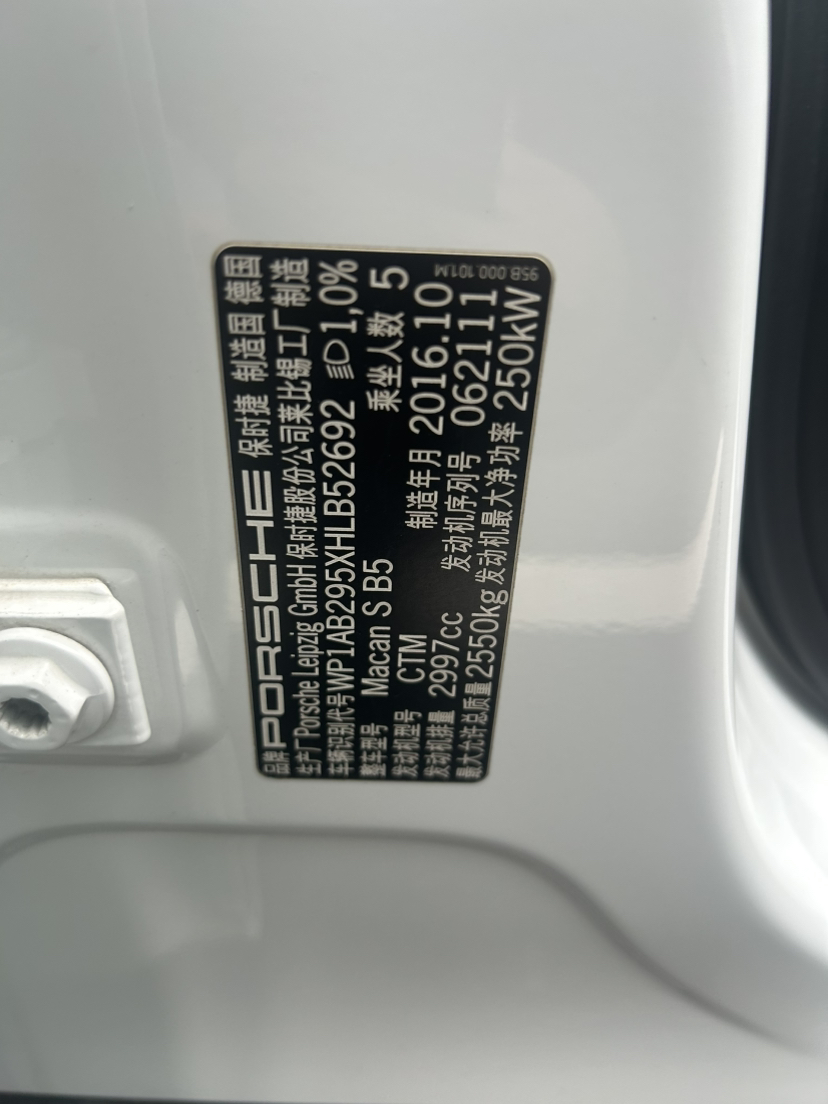 品牌 PORSCHE 保时捷 制造国 德国
生产厂 Porsche Leipzig GmbH 保时捷股份公司莱比锡工厂 制造
车辆识别代号 WP1AB295XHLB52692 1,0%
整车型号 Macan S B5 乘坐人数 5
发动机型号 CTM 制造年月 2016.10
发动机排量 2997cc 发动机序列号 062111
最大允许总质量 2550kg 发动机最大净功率 250kW
95B.000.101M